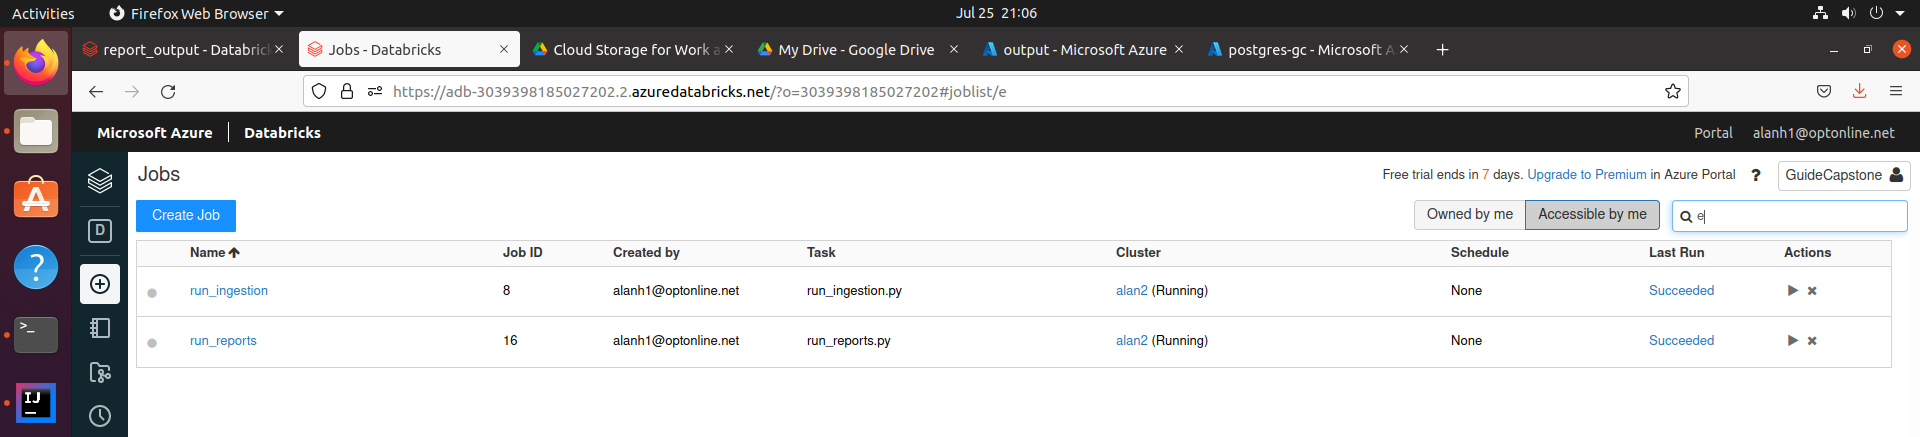 Activities Firefox Web Browser Jul 25 21:06
report_output - Databric Jobs - Databricks Cloud Storage for Work a My Drive - Google Drive output - Microsoft Azure postgres-gc - Microsoft A
https://adb-3039398185027202.2.azuredatabricks.net/?o=3039398185027202#joblist/e
Microsoft Azure Databricks Portal alanh1@optonline.net
Jobs Free trial ends in 7 days. Upgrade to Premium in Azure Portal ? GuideCapstone
D Create Job Owned by me Accessible by me e
Name Job ID Created by Task Cluster Schedule Last Run Actions
run_ingestion 8 alanh1@optonline.net run_ingestion.py alan2 (Running) None Succeeded
run_reports 16 alanh1@optonline.net run_reports.py alan2 (Running) None Succeeded
>_
IJ